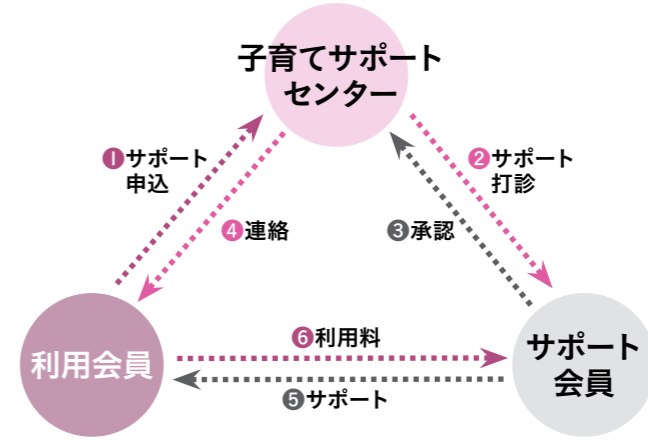 子育てサポート
センター
❶サポート
申込
❷サポート
打診
❹連絡
❸承認
利用会員
❻利用料
❺サポート
サポート
会員